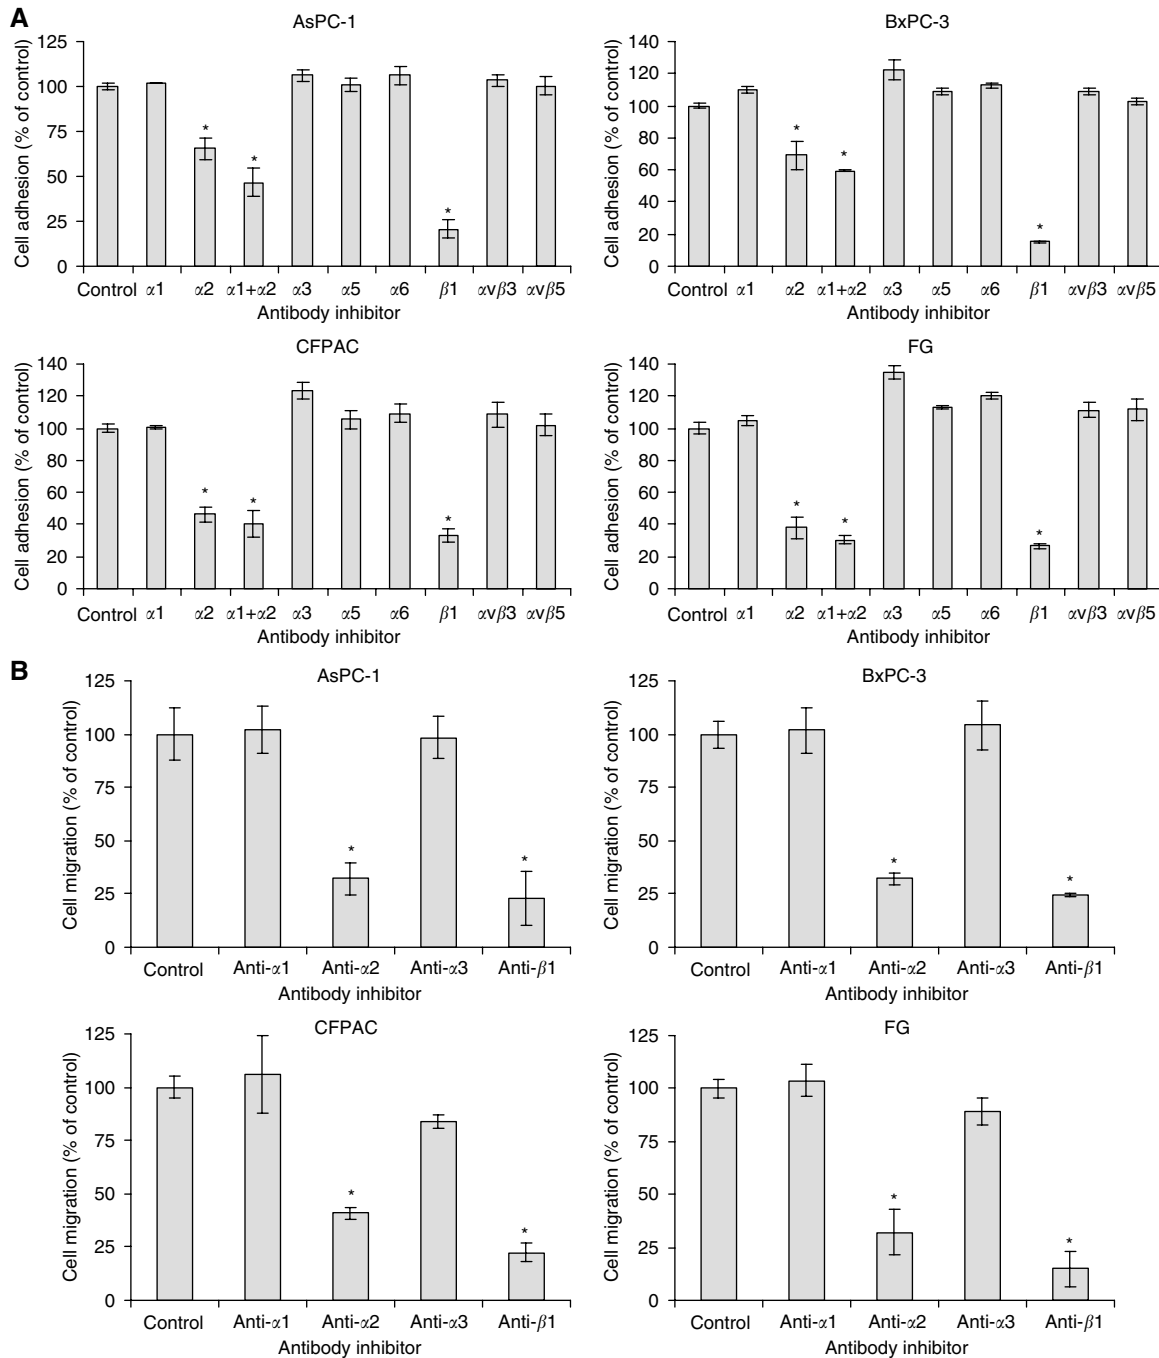 A
AsPC-1
Cell adhesion (% of control)
125
100
75
50
25
0
* * *
Control α1 α2 α1+α2 α3 α5 α6 β1 αvβ3 αvβ5
Antibody inhibitor
BxPC-3
Cell adhesion (% of control)
140
120
100
80
60
40
20
0
* * *
Control α1 α2 α1+α2 α3 α5 α6 β1 αvβ3 αvβ5
Antibody inhibitor
CFPAC
Cell adhesion (% of control)
140
120
100
80
60
40
20
0
* * *
Control α1 α2 α1+α2 α3 α5 α6 β1 αvβ3 αvβ5
Antibody inhibitor
FG
Cell adhesion (% of control)
140
120
100
80
60
40
20
0
* * *
Control α1 α2 α1+α2 α3 α5 α6 β1 αvβ3 αvβ5
Antibody inhibitor
B
AsPC-1
Cell migration (% of control)
125
100
75
50
25
0
* *
Control Anti-α1 Anti-α2 Anti-α3 Anti-β1
Antibody inhibitor
BxPC-3
Cell migration (% of control)
125
100
75
50
25
0
* *
Control Anti-α1 Anti-α2 Anti-α3 Anti-β1
Antibody inhibitor
CFPAC
Cell migration (% of control)
125
100
75
50
25
0
* *
Control Anti-α1 Anti-α2 Anti-α3 Anti-β1
Antibody inhibitor
FG
Cell migration (% of control)
125
100
75
50
25
0
* *
Control Anti-α1 Anti-α2 Anti-α3 Anti-β1
Antibody inhibitor